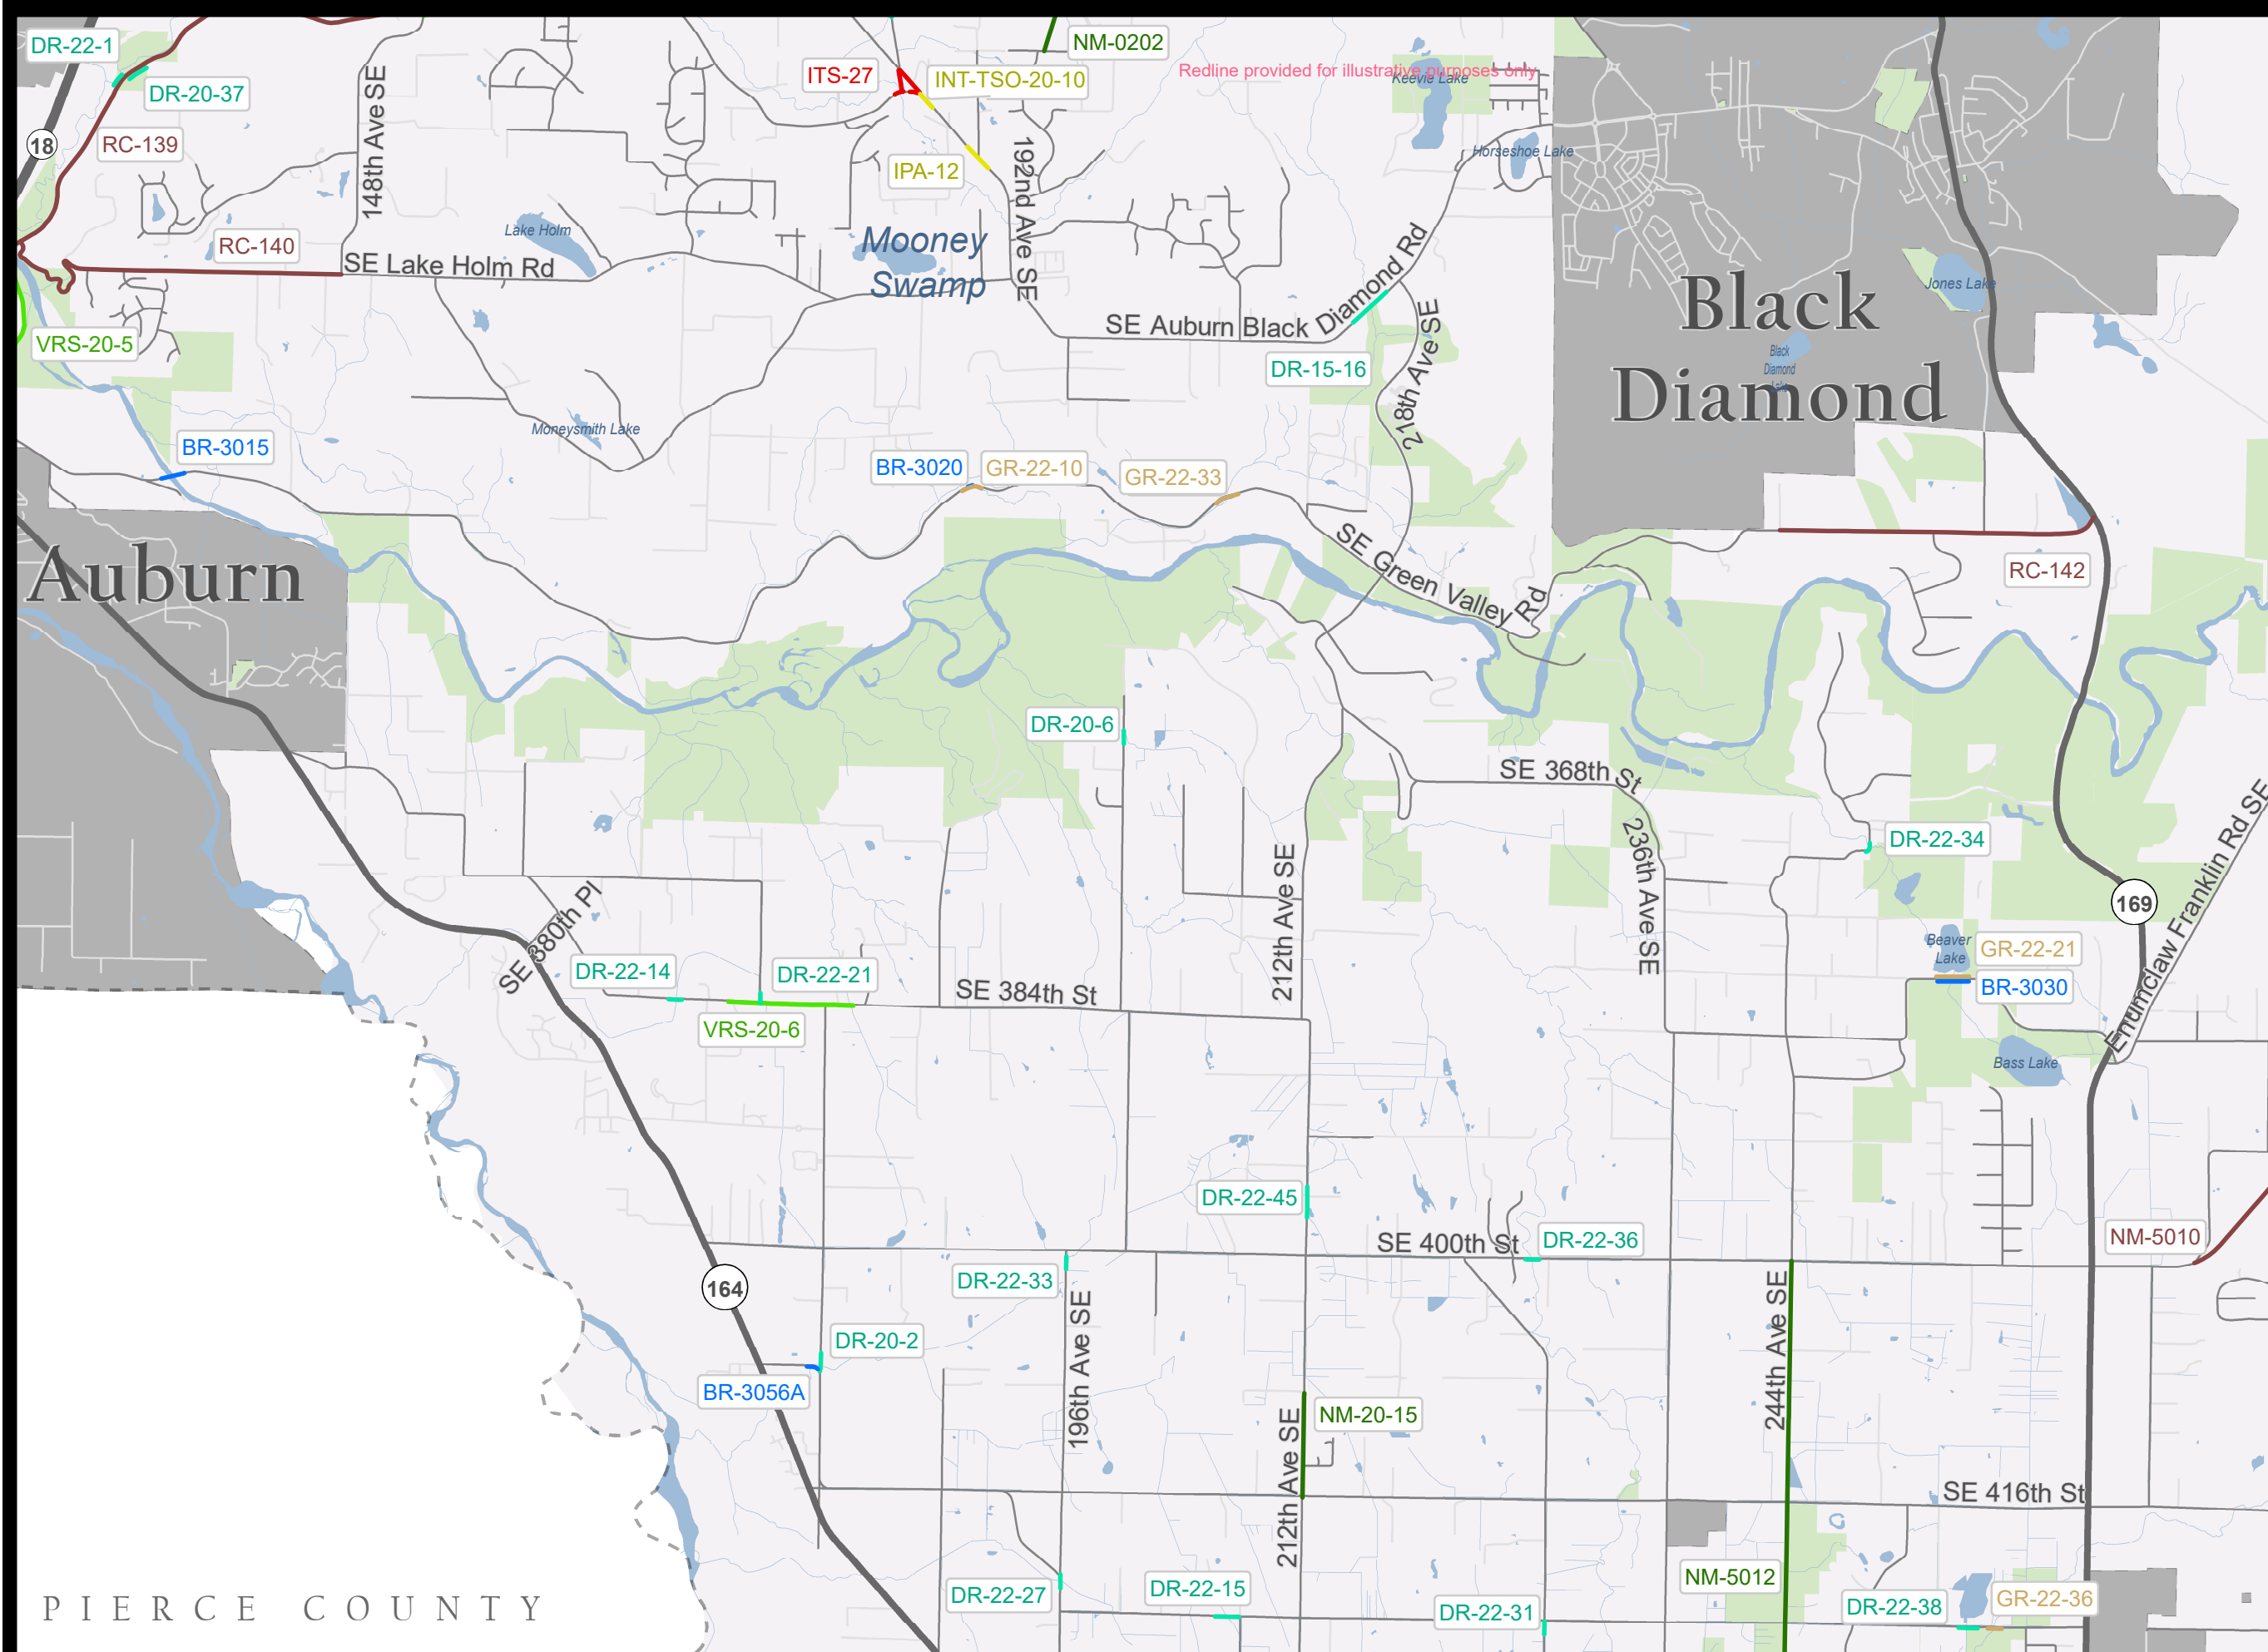 DR-22-1
NM-0202
ITS-27
INT-TSO-20-10
Redline provided for illustrative purposes only
Keevie Lake
DR-20-37
18
RC-139
148th Ave SE
IPA-12
192nd Ave SE
Horseshoe Lake
RC-140
SE Lake Holm Rd
Lake Holm
Mooney
Swamp
SE Auburn Black Diamond Rd
218th Ave SE
Black
Diamond
Jones Lake
Black
Diamond
Lake
VRS-20-5
DR-15-16
Moneysmith Lake
BR-3015
BR-3020
GR-22-10
GR-22-33
SE Green Valley Rd
RC-142
Auburn
DR-20-6
SE 368th St
236th Ave SE
DR-22-34
212th Ave SE
169
Enumclaw Franklin Rd SE
SE 380th Pl
DR-22-14
DR-22-21
SE 384th St
VRS-20-6
Beaver
Lake
GR-22-21
BR-3030
Bass Lake
DR-22-45
SE 400th St
DR-22-36
NM-5010
164
DR-22-33
196th Ave SE
244th Ave SE
DR-20-2
BR-3056A
NM-20-15
212th Ave SE
SE 416th St
PIERCE COUNTY
DR-22-27
DR-22-15
DR-22-31
NM-5012
DR-22-38
GR-22-36